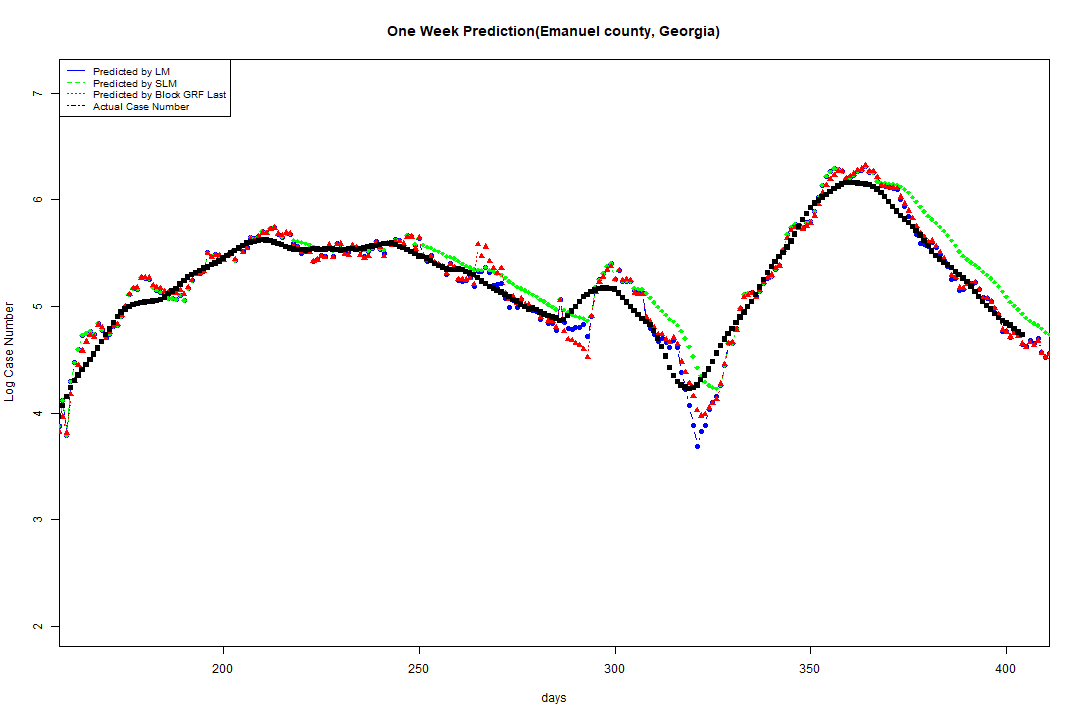 One Week Prediction(Emanuel county, Georgia)
Predicted by LM
Predicted by SLM
Predicted by Block GRF Last
Actual Case Number
7
6
5
4
3
2
Log Case Number
200 250 300 350 400
days